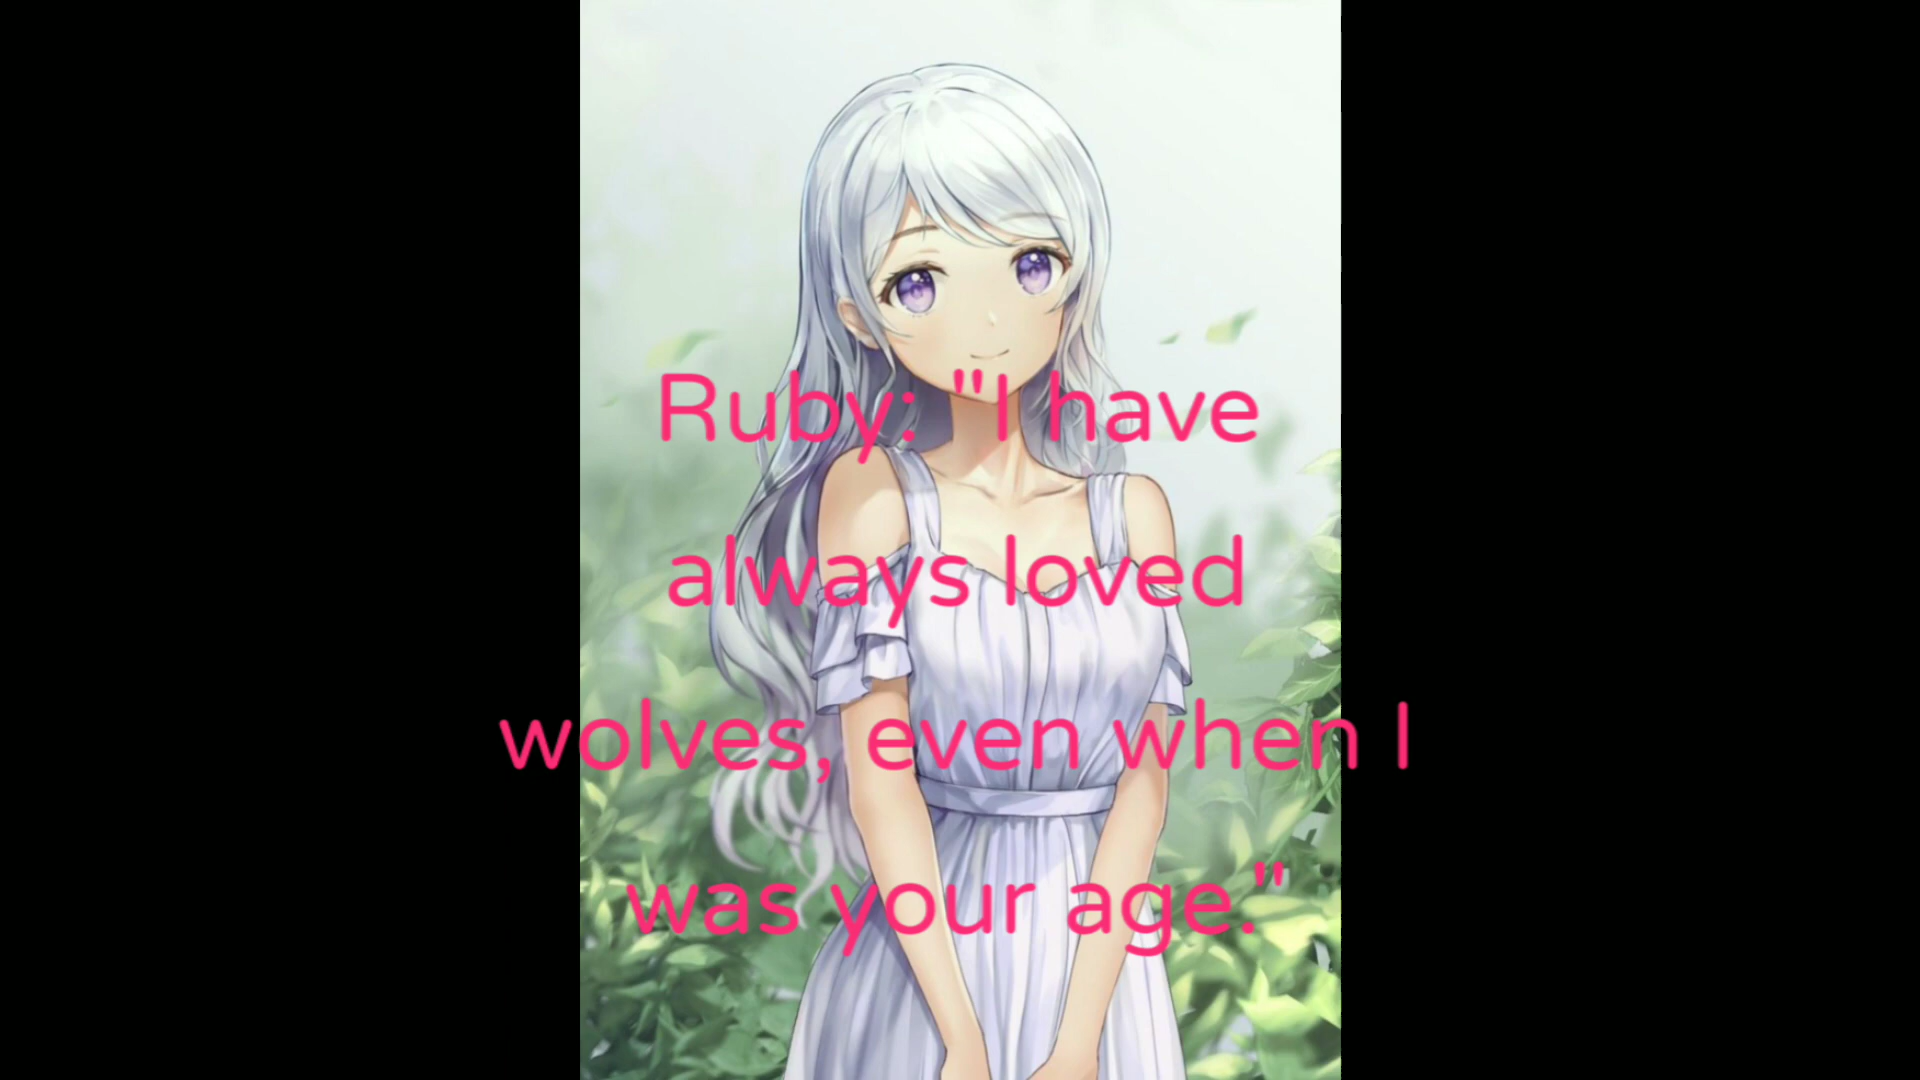 Ruby: "I have
always loved
wolves, even when I
was your age."